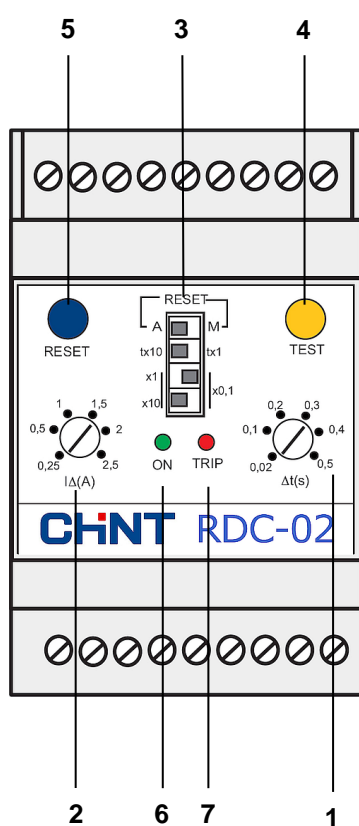 5 3 4
RESET
A M
RESET TEST
tx10 tx1
x1 x0,1
x10
1 1,5
0,5 2
0,25 2,5
IΔ(A)
ON TRIP
0,2 0,3
0,1 0,4
0,02 0,5
Δt(s)
CHiNT RDC-02
2 6 7 1